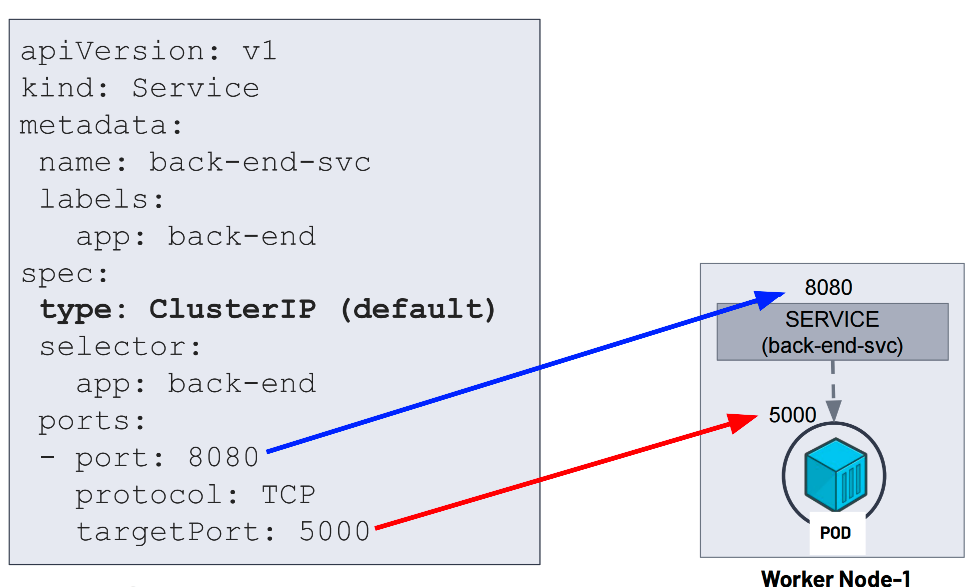 apiVersion: v1
kind: Service
metadata:
 name: back-end-svc
 labels:
   app: back-end
spec:
 type: ClusterIP (default)
 selector:
   app: back-end
 ports:
 - port: 8080
   protocol: TCP
   targetPort: 5000
8080
SERVICE
(back-end-svc)
5000
POD
Worker Node-1